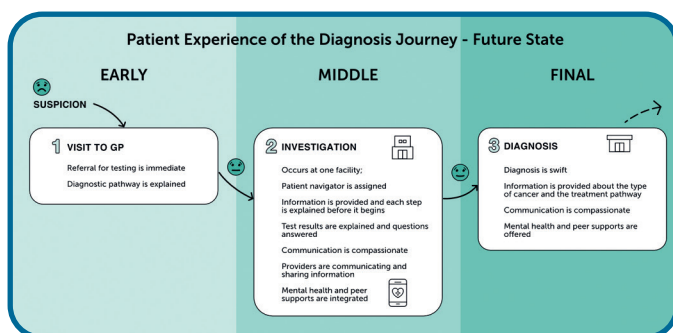 Patient Experience of the Diagnosis Journey - Future State
EARLY
MIDDLE
FINAL
SUSPICION
1 VISIT TO GP
Referral for testing is immediate
Diagnostic pathway is explained
2 INVESTIGATION
Occurs at one facility;
Patient navigator is assigned
Information is provided and each step
is explained before it begins
Test results are explained and questions
answered
Communication is compassionate
Providers are communicating and
sharing information
Mental health and peer
supports are integrated
3 DIAGNOSIS
Diagnosis is swift
Information is provided about the type
of cancer and the treatment pathway
Communication is compassionate
Mental health and peer supports are
offered